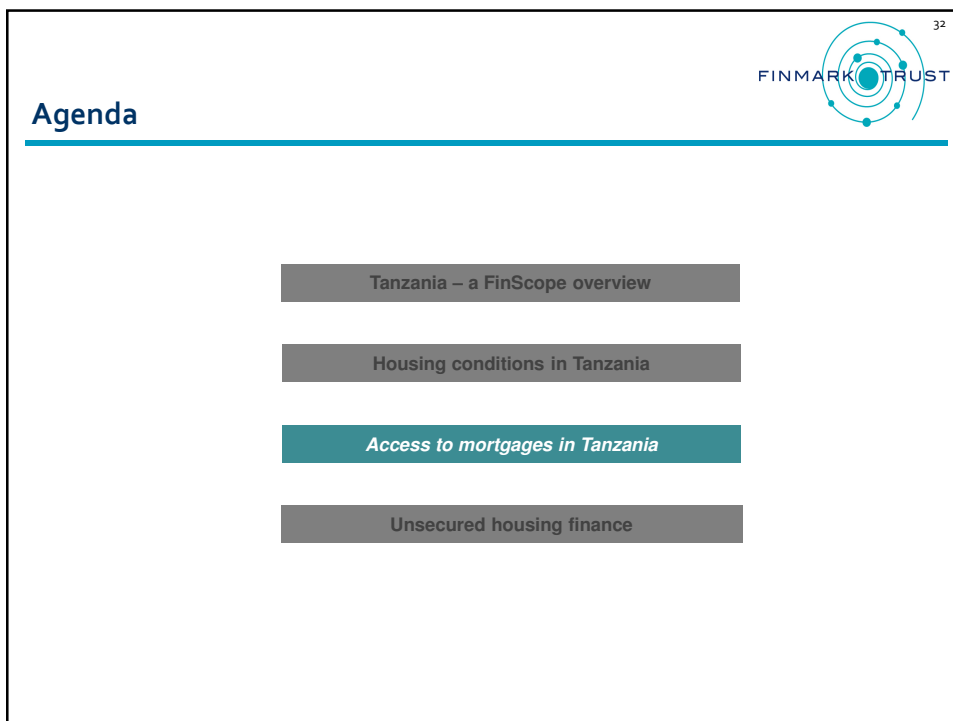 32
FINMARK TRUST
Agenda
Tanzania – a FinScope overview
Housing conditions in Tanzania
Access to mortgages in Tanzania
Unsecured housing finance